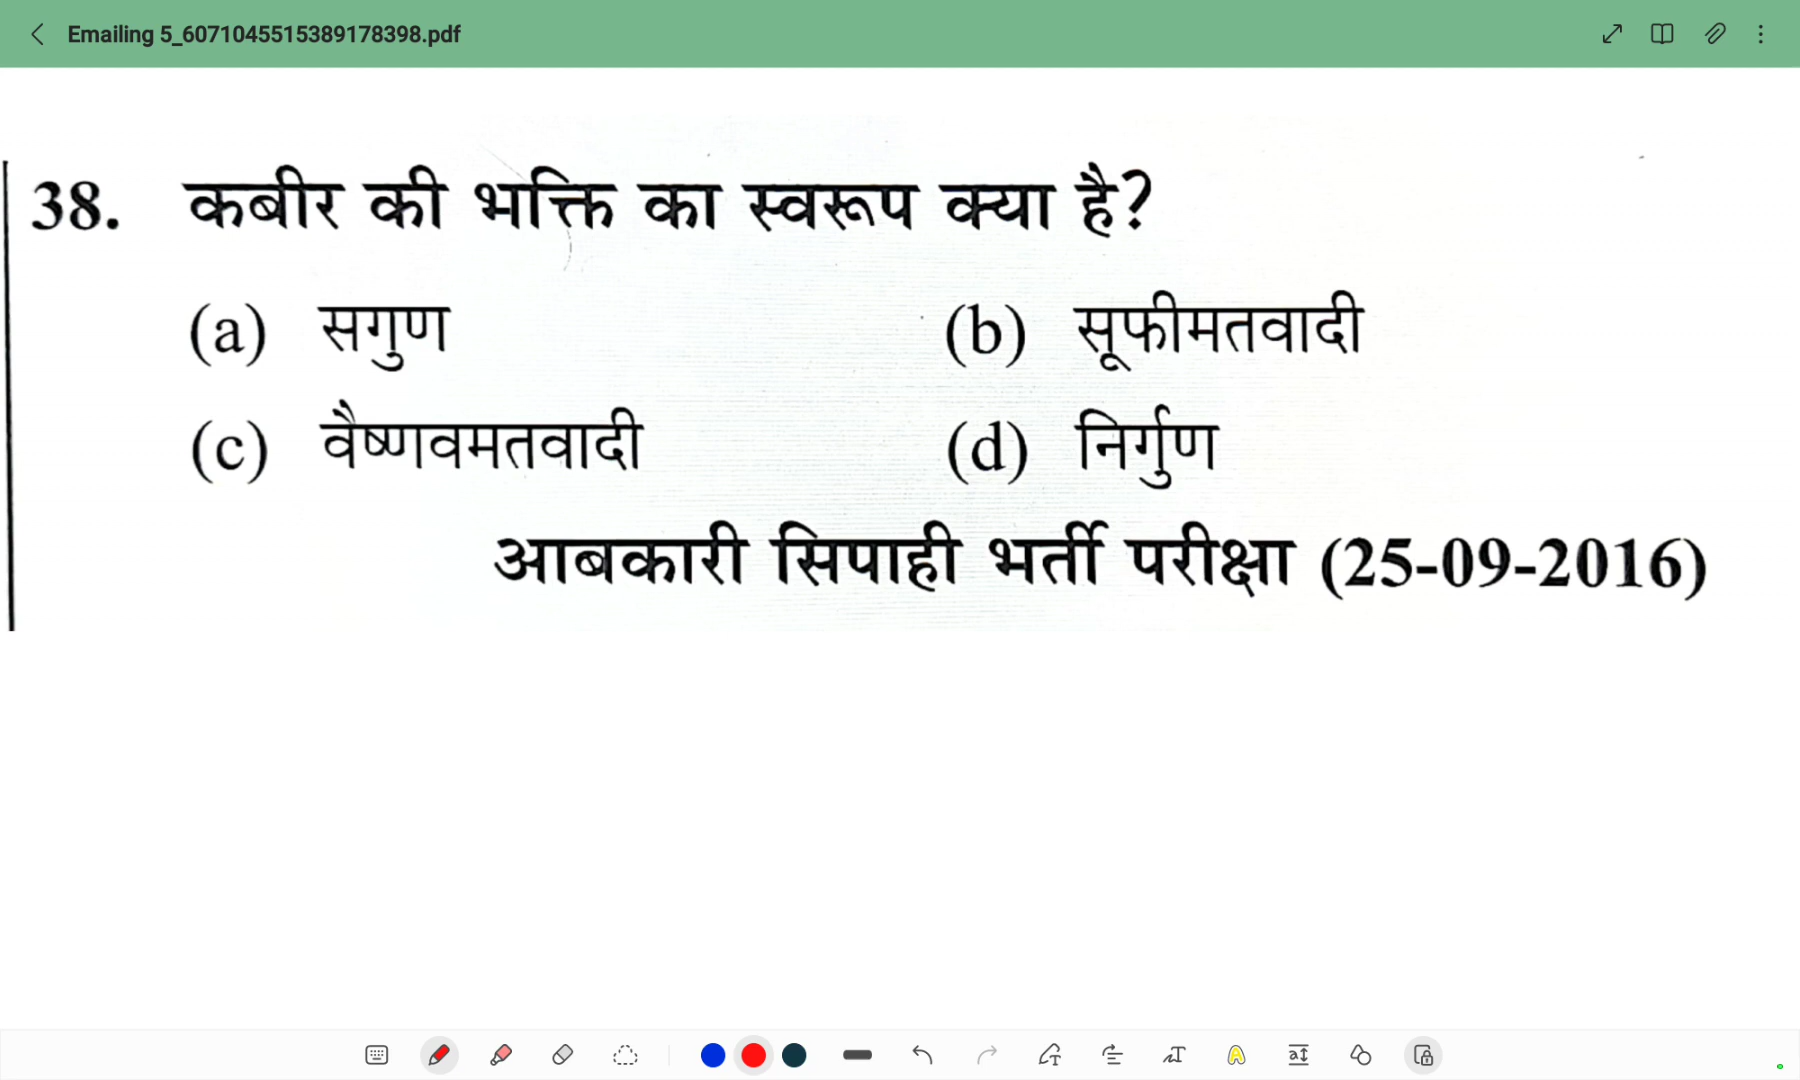 Emailing 5_6071045515389178398.pdf
38. कबीर की भक्ति का स्वरूप क्या है?
(a) सगुण (b) सूफीमतवादी
(c) वैष्णवमतवादी (d) निर्गुण
आबकारी सिपाही भर्ती परीक्षा (25-09-2016)